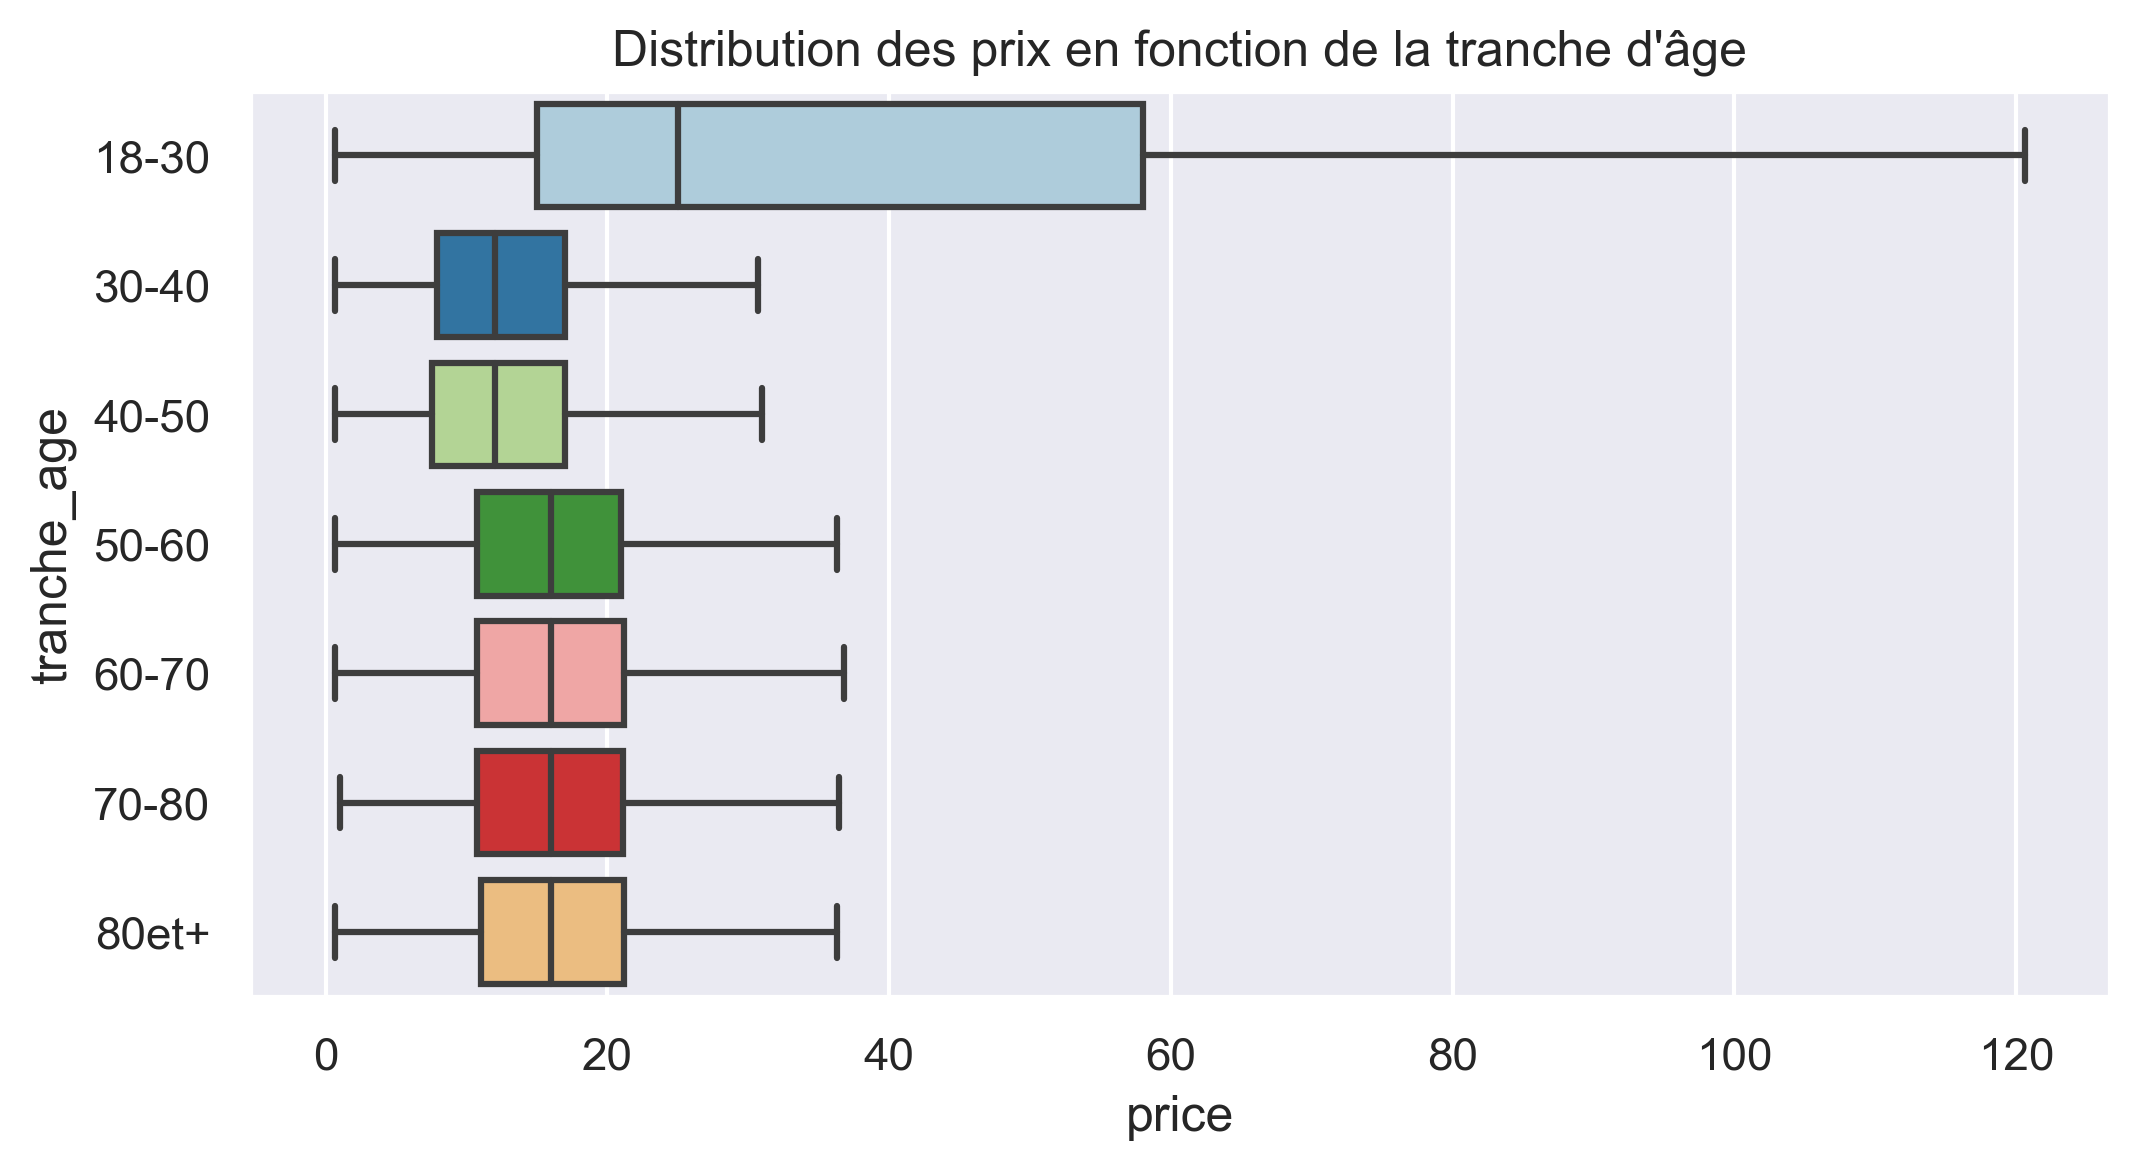 Distribution des prix en fonction de la tranche d'âge
tranche_age
18-30
30-40
40-50
50-60
60-70
70-80
80et+
0 20 40 60 80 100 120
price